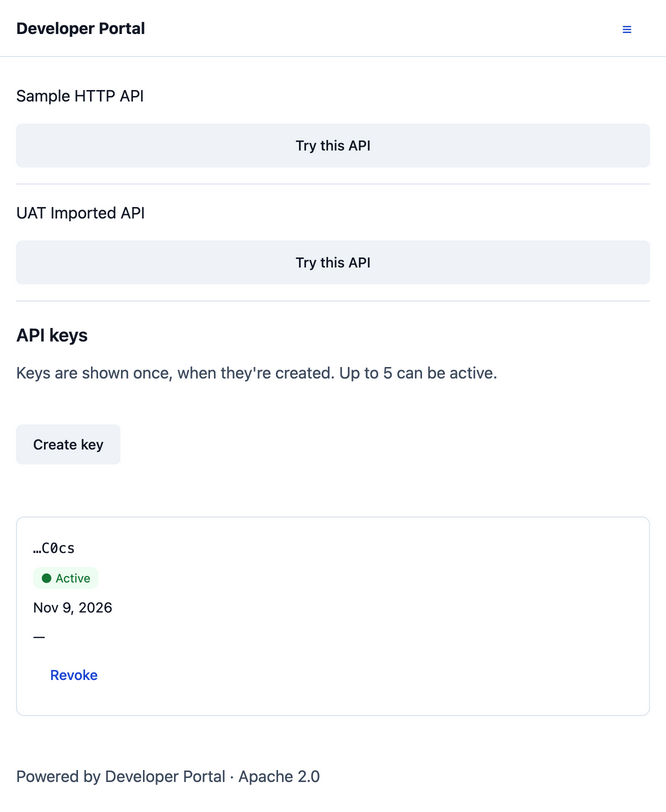 Developer Portal
Sample HTTP API
Try this API
UAT Imported API
Try this API
API keys
Keys are shown once, when they're created. Up to 5 can be active.
Create key
…C0cs
Active
Nov 9, 2026
—
Revoke
Powered by Developer Portal · Apache 2.0